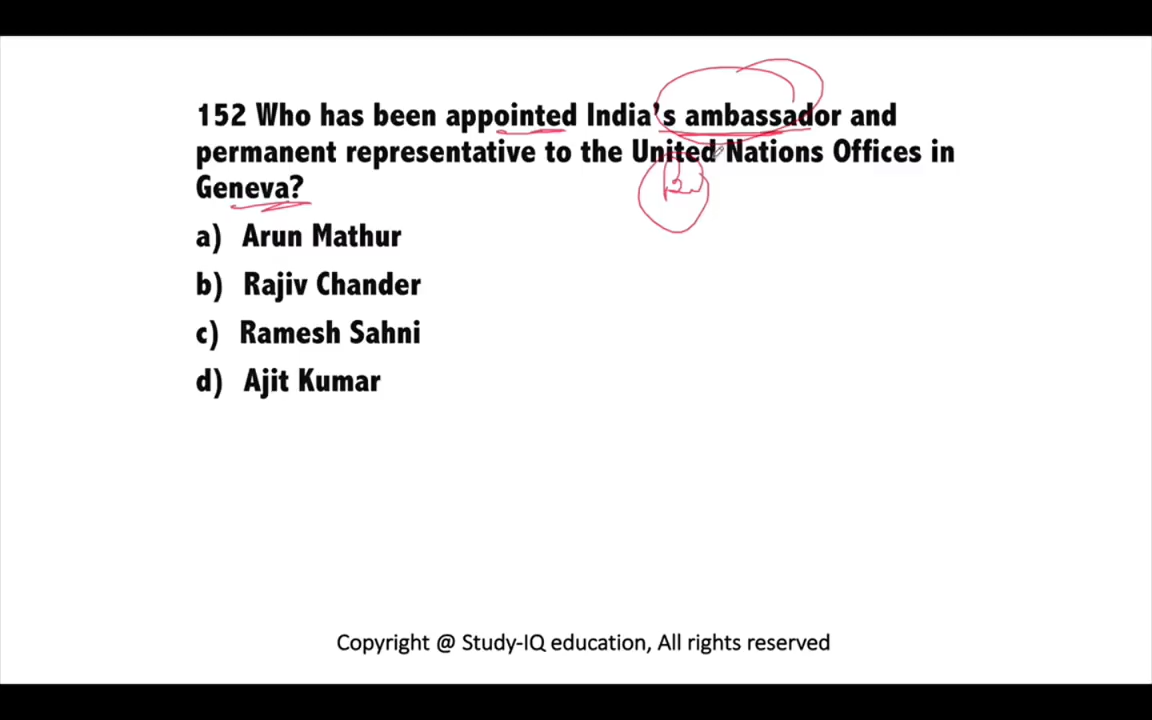 152 Who has been appointed India's ambassador and
permanent representative to the United Nations Offices in
Geneva?
a) Arun Mathur
b) Rajiv Chander
c) Ramesh Sahni
d) Ajit Kumar
Copyright @ Study-IQ education, All rights reserved